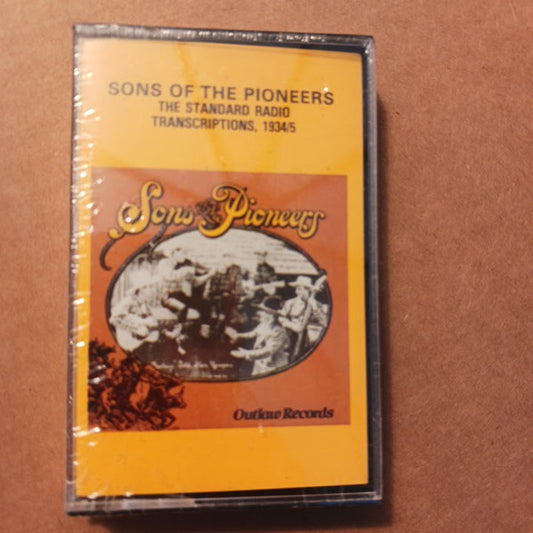 SONS OF THE PIONEERS
THE STANDARD RADIO
TRANSCRIPTIONS, 1934/5
Sons of the Pioneers
Outlaw Records